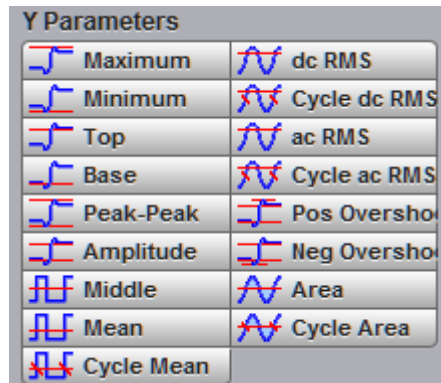 Y Parameters
Maximum
dc RMS
Minimum
Cycle dc RMS
Top
ac RMS
Base
Cycle ac RMS
Peak-Peak
Pos Oversho
Amplitude
Neg Oversho
Middle
Area
Mean
Cycle Area
Cycle Mean